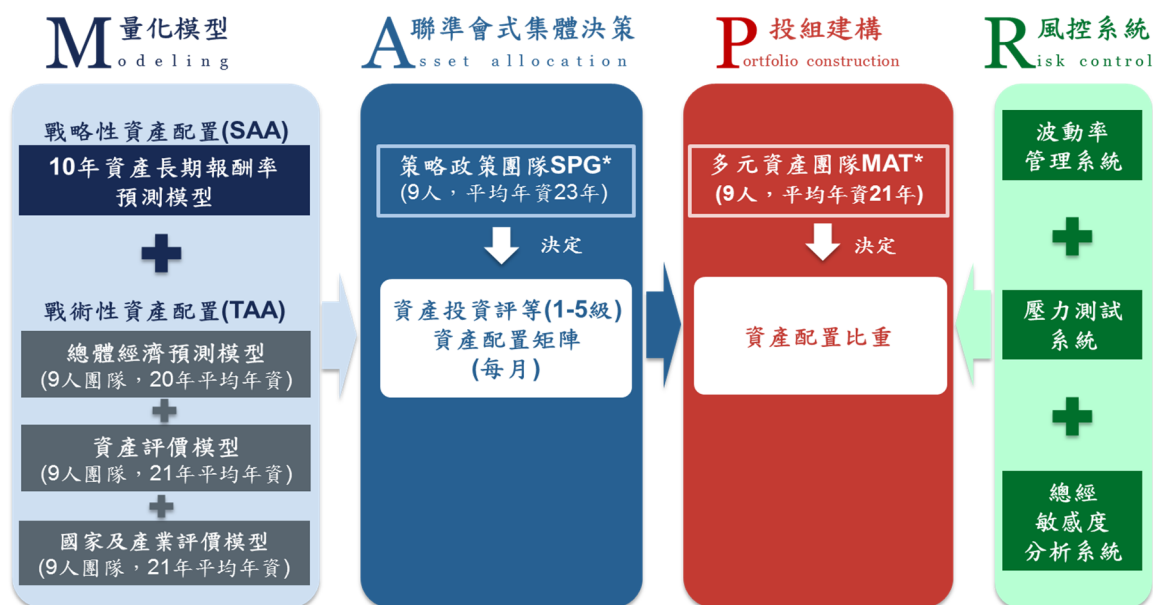 量化模型
Modeling
戰略性資產配置(SAA)
10年資產長期報酬率
預測模型
戰術性資產配置(TAA)
總體經濟預測模型
(9人團隊，20年平均年資)
資產評價模型
(9人團隊，21年平均年資)
國家及產業評價模型
(9人團隊，21年平均年資)
聯準會式集體決策
Asset allocation
策略政策團隊SPG*
(9人，平均年資23年)
決定
資產投資評等(1-5級)
資產配置矩陣
(每月)
投組建構
Portfolio construction
多元資產團隊MAT*
(9人，平均年資21年)
決定
資產配置比重
風控系統
Risk control
波動率
管理系統
壓力測試
系統
總經
敏感度
分析系統